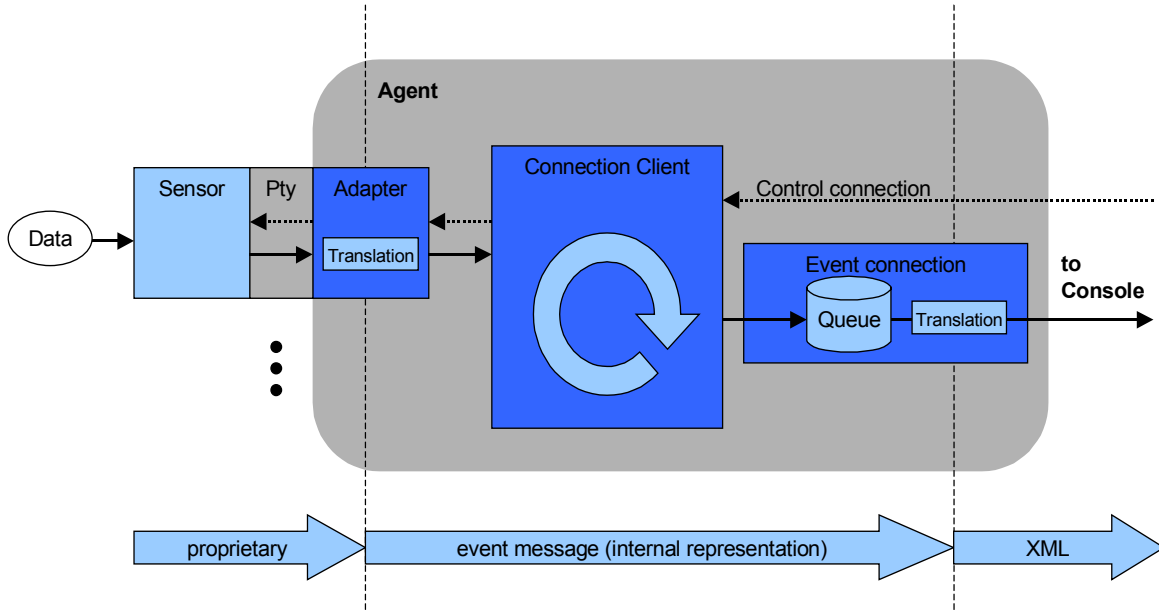 Agent
Sensor
Pty
Adapter
Connection Client
Control connection
Data
Translation
Event connection
to
Console
Queue
Translation
proprietary
event message (internal representation)
XML